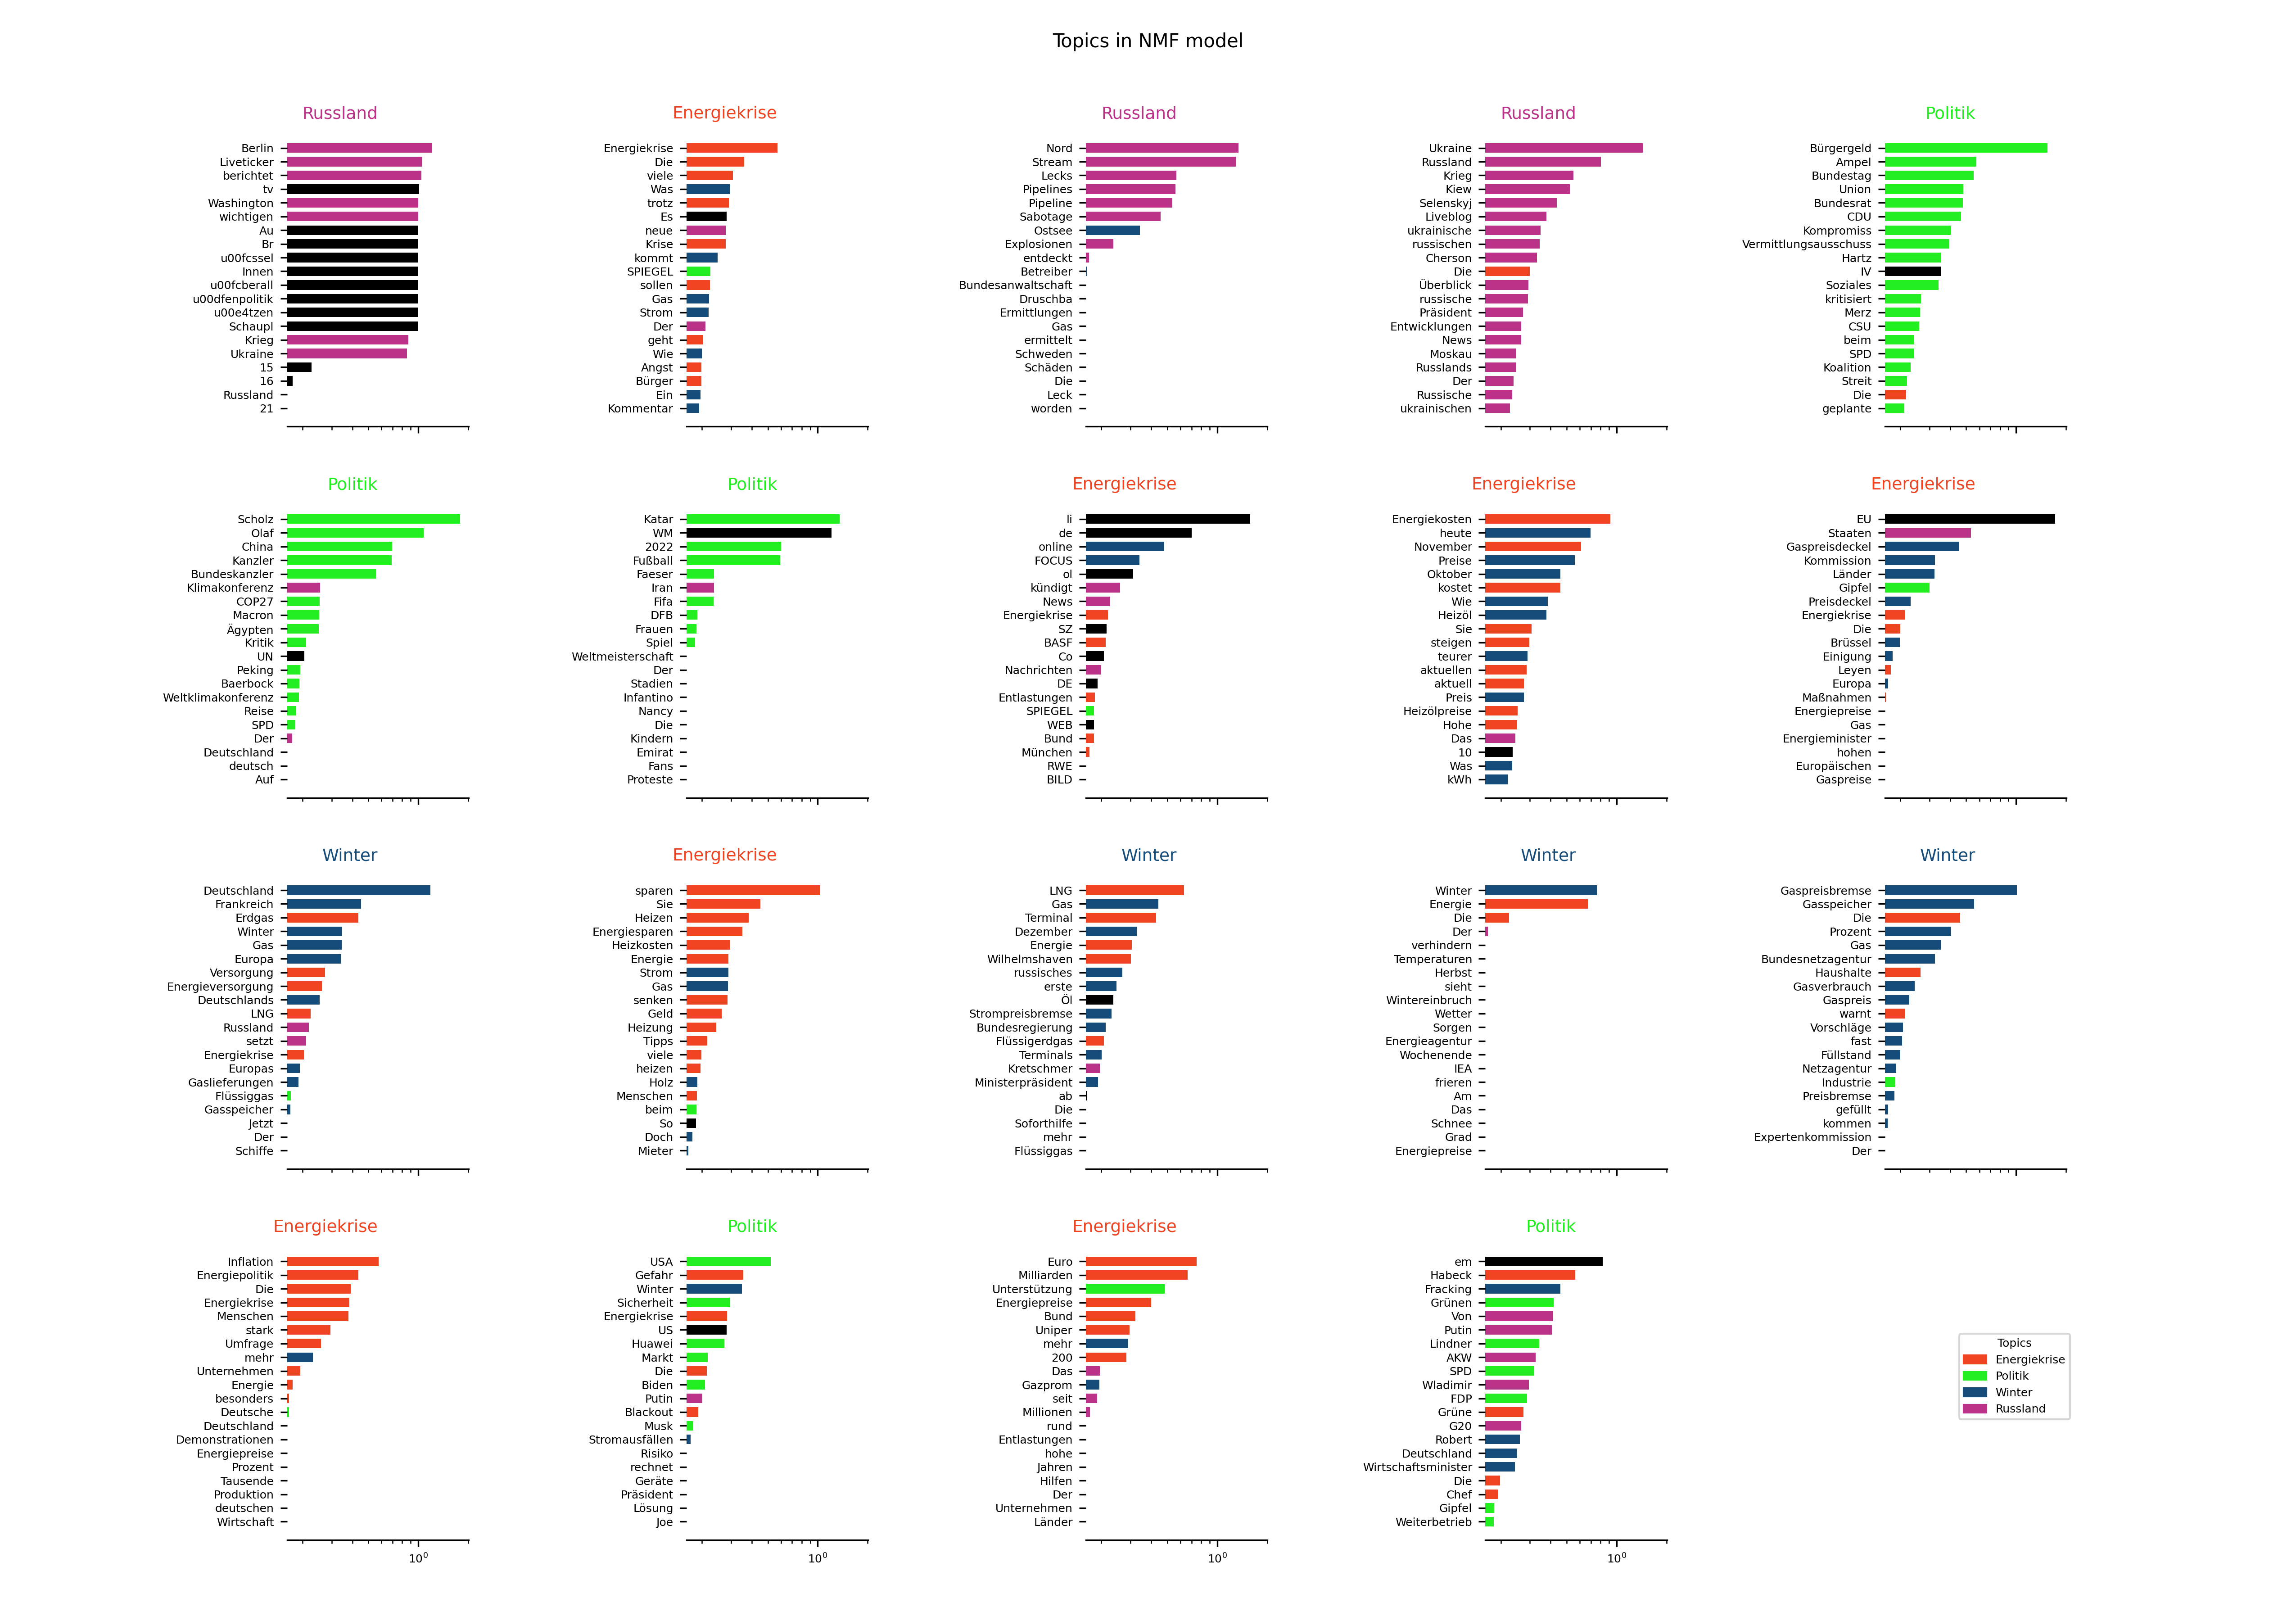 Topics in NMF model
Russland
Berlin
Liveticker
berichtet
tv
Washington
wichtigen
Au
Br
u00fcssel
Innen
u00fcberall
u00dfenpolitik
u00e4tzen
Schaupl
Krieg
Ukraine
15
16
Russland
21
Energiekrise
Energiekrise
Die
viele
Was
trotz
Es
neue
Krise
kommt
SPIEGEL
sollen
Gas
Strom
Der
geht
Wie
Angst
Bürger
Ein
Kommentar
Russland
Nord
Stream
Lecks
Pipelines
Pipeline
Sabotage
Ostsee
Explosionen
entdeckt
Betreiber
Bundesanwaltschaft
Druschba
Ermittlungen
Gas
ermittelt
Schweden
Schäden
Die
Leck
worden
Russland
Ukraine
Russland
Krieg
Kiew
Selenskyj
Liveblog
ukrainische
russischen
Cherson
Die
Überblick
russische
Präsident
Entwicklungen
News
Moskau
Russlands
Der
Russische
ukrainischen
Politik
Bürgergeld
Ampel
Bundestag
Union
Bundesrat
CDU
Kompromiss
Vermittlungsausschuss
Hartz
IV
Soziales
kritisiert
Merz
CSU
beim
SPD
Koalition
Streit
Die
geplante
Politik
Scholz
Olaf
China
Kanzler
Bundeskanzler
Klimakonferenz
COP27
Macron
Ägypten
Kritik
UN
Peking
Baerbock
Weltklimakonferenz
Reise
SPD
Der
Deutschland
deutsch
Auf
Politik
Katar
WM
2022
Fußball
Faeser
Iran
Fifa
DFB
Frauen
Spiel
Weltmeisterschaft
Der
Stadien
Infantino
Nancy
Die
Kindern
Emirat
Fans
Proteste
Energiekrise
li
de
online
FOCUS
ol
kündigt
News
Energiekrise
SZ
BASF
Co
Nachrichten
DE
Entlastungen
SPIEGEL
WEB
Bund
München
RWE
BILD
Energiekrise
Energiekosten
heute
November
Preise
Oktober
kostet
Wie
Heizöl
Sie
steigen
teurer
aktuellen
aktuell
Preis
Heizölpreise
Hohe
Das
10
Was
kWh
Energiekrise
EU
Staaten
Gaspreisdeckel
Kommission
Länder
Gipfel
Preisdeckel
Energiekrise
Die
Brüssel
Einigung
Leyen
Europa
Maßnahmen
Energiepreise
Gas
Energieminister
hohen
Europäischen
Gaspreise
Winter
Deutschland
Frankreich
Erdgas
Winter
Gas
Europa
Versorgung
Energieversorgung
Deutschlands
LNG
Russland
setzt
Energiekrise
Europas
Gaslieferungen
Flüssiggas
Gasspeicher
Jetzt
Der
Schiffe
Energiekrise
sparen
Sie
Heizen
Energiesparen
Heizkosten
Energie
Strom
Gas
senken
Geld
Heizung
Tipps
viele
heizen
Holz
Menschen
beim
So
Doch
Mieter
Winter
LNG
Gas
Terminal
Dezember
Energie
Wilhelmshaven
russisches
erste
Öl
Strompreisbremse
Bundesregierung
Flüssigerdgas
Terminals
Kretschmer
Ministerpräsident
ab
Die
Soforthilfe
mehr
Flüssiggas
Winter
Winter
Energie
Die
Der
verhindern
Temperaturen
Herbst
sieht
Wintereinbruch
Wetter
Sorgen
Energieagentur
Wochenende
IEA
frieren
Am
Das
Schnee
Grad
Energiepreise
Winter
Gaspreisbremse
Gasspeicher
Die
Prozent
Gas
Bundesnetzagentur
Haushalte
Gasverbrauch
Gaspreis
warnt
Vorschläge
fast
Füllstand
Netzagentur
Industrie
Preisbremse
gefüllt
kommen
Expertenkommission
Der
Energiekrise
Inflation
Energiepolitik
Die
Energiekrise
Menschen
stark
Umfrage
mehr
Unternehmen
Energie
besonders
Deutsche
Deutschland
Demonstrationen
Energiepreise
Prozent
Tausende
Produktion
deutschen
Wirtschaft
10⁰
Politik
USA
Gefahr
Winter
Sicherheit
Energiekrise
US
Huawei
Markt
Die
Biden
Putin
Blackout
Musk
Stromausfällen
Risiko
rechnet
Geräte
Präsident
Lösung
Joe
10⁰
Energiekrise
Euro
Milliarden
Unterstützung
Energiepreise
Bund
Uniper
mehr
200
Das
Gazprom
seit
Millionen
rund
Entlastungen
hohe
Jahren
Hilfen
Der
Unternehmen
Länder
10⁰
Politik
em
Habeck
Fracking
Grünen
Von
Putin
Lindner
AKW
SPD
Wladimir
FDP
Grüne
G20
Robert
Deutschland
Wirtschaftsminister
Die
Chef
Gipfel
Weiterbetrieb
10⁰
Topics
Energiekrise
Politik
Winter
Russland